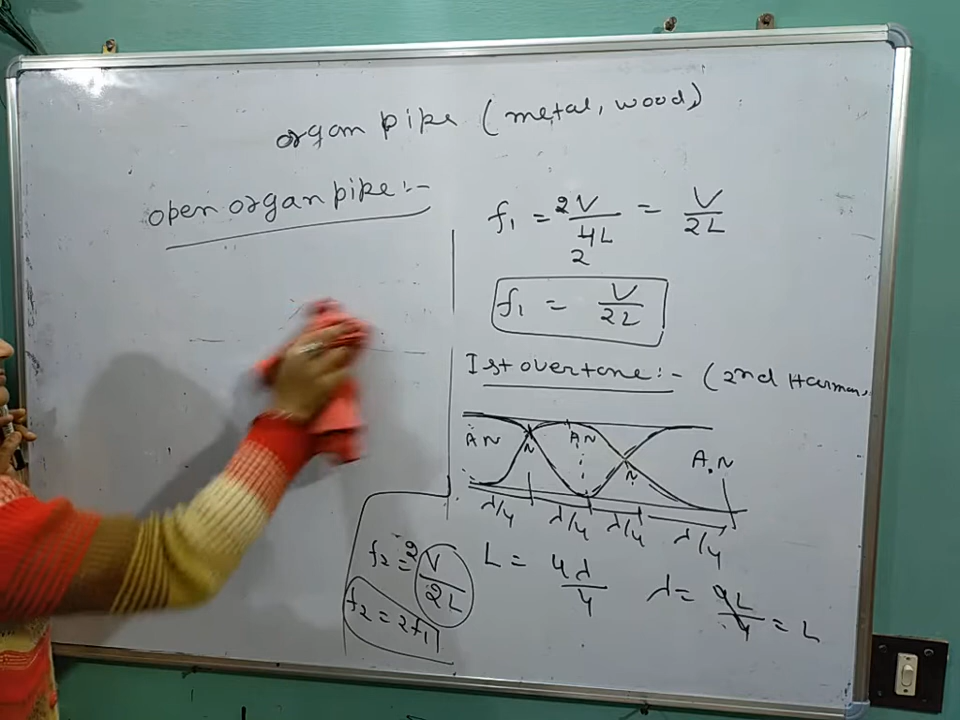 organ pipe (metal, wood)
open organ pipe :-
f₁ = 2V/4L = V/2L
2
f₁ = V/2L
Ist overtone :- (2nd Harmon
A N
N
A N
N
A.N
λ/4 λ/4 λ/4 λ/4
L = 4λ/4 λ = 4L/4 = L
f₂ = 2 V/2L
f₂ = 2f₁